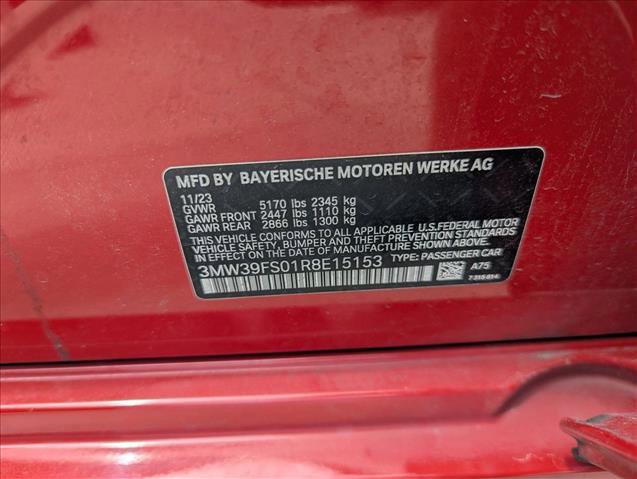 MFD BY BAYERISCHE MOTOREN WERKE AG
11/23
GVWR 5170 lbs 2345 kg
GAWR FRONT 2447 lbs 1110 kg
GAWR REAR 2866 lbs 1300 kg
THIS VEHICLE CONFORMS TO ALL APPLICABLE U.S.FEDERAL MOTOR
VEHICLE SAFETY, BUMPER, AND THEFT PREVENTION STANDARDS IN
EFFECT ON THE DATE OF MANUFACTURE SHOWN ABOVE.
3MW39FS01R8E15153 TYPE: PASSENGER CAR
A75